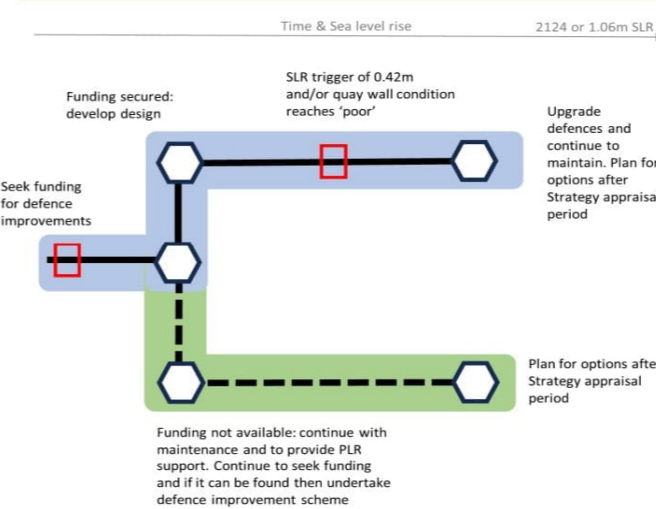 Time & Sea level rise
2124 or 1.06m SLR
Funding secured:
develop design
SLR trigger of 0.42m
and/or quay wall condition
reaches ‘poor’
Upgrade
defences and
continue to
maintain. Plan for
options after
Strategy appraisal
period
Seek funding
for defence
improvements
Plan for options after
Strategy appraisal
period
Funding not available: continue with
maintenance and to provide PLR
support. Continue to seek funding
and if it can be found then undertake
defence improvement scheme